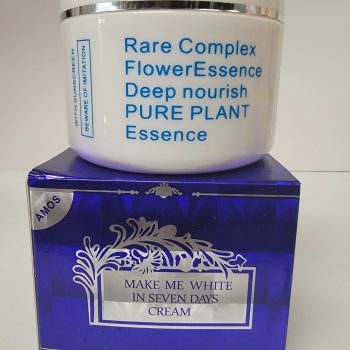 Rare Complex
FlowerEssence
Deep nourish
PURE PLANT
Essence
WITH SUNSCREEN
BEWARE OF IMITATION
AMOS
MAKE ME WHITE
IN SEVEN DAYS
CREAM